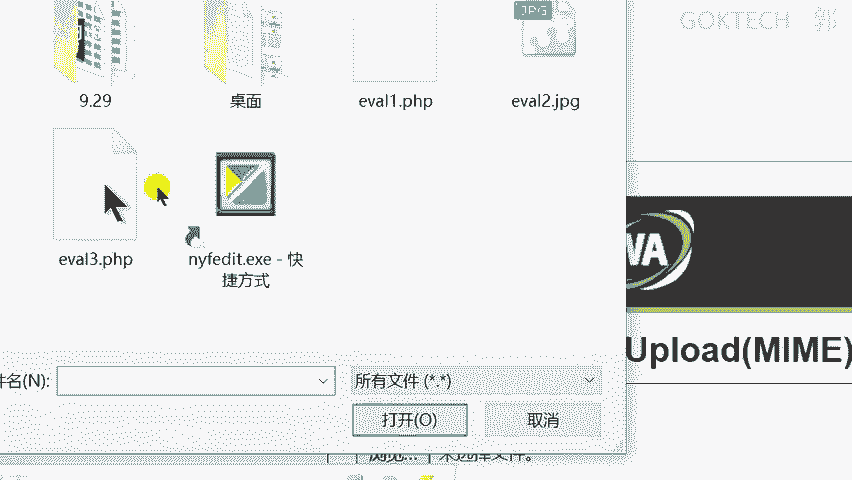 GOKTECH 郭
JPG
9.29
桌面
eval1.php
eval2.jpg
eval3.php
nyfedit.exe - 快
捷方式
WA
Upload(MIME)
件名(N):
所有文件 (*.*)
打开(O)
取消
浏览...
未选择文件。